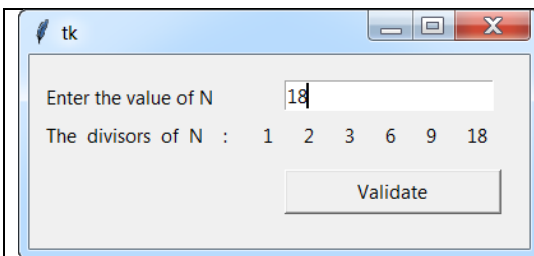 tk
Enter the value of N 18
The divisors of N : 1 2 3 6 9 18
Validate